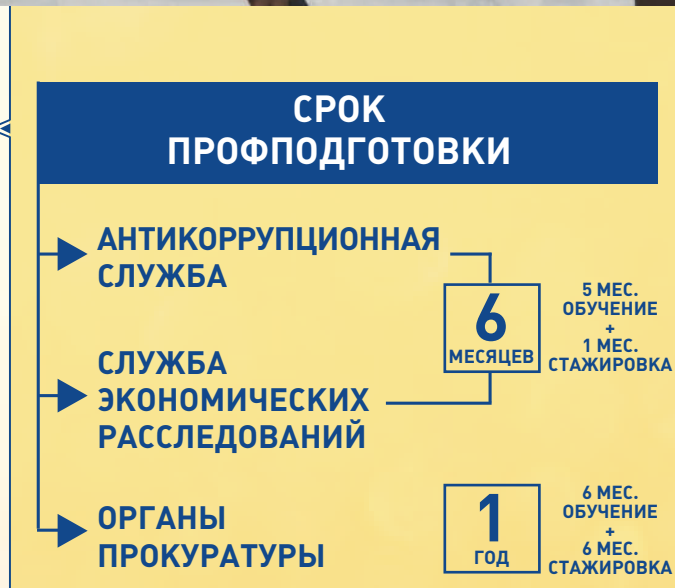 СРОК
ПРОФПОДГОТОВКИ
АНТИКОРРУПЦИОННАЯ
СЛУЖБА
СЛУЖБА
ЭКОНОМИЧЕСКИХ
РАССЛЕДОВАНИЙ
6
МЕСЯЦЕВ
5 МЕС.
ОБУЧЕНИЕ
+
1 МЕС.
СТАЖИРОВКА
ОРГАНЫ
ПРОКУРАТУРЫ
1
ГОД
6 МЕС.
ОБУЧЕНИЕ
+
6 МЕС.
СТАЖИРОВКА